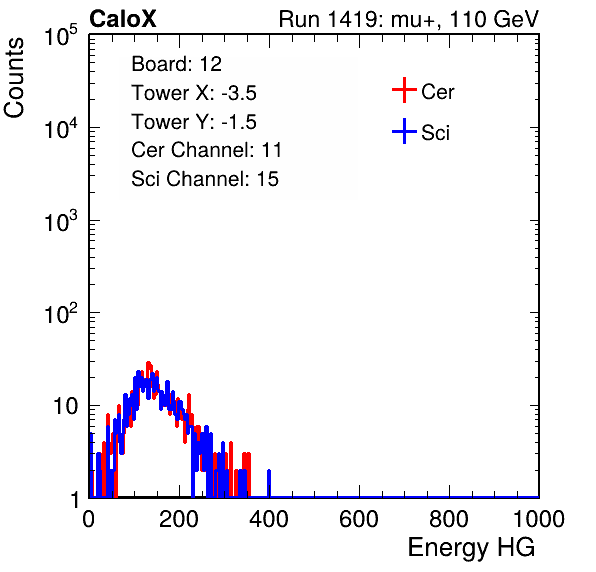 CaloX Run 1419: mu+, 110 GeV
Counts
10^5
10^4
10^3
10^2
10
1
Board: 12
Tower X: -3.5
Tower Y: -1.5
Cer Channel: 11
Sci Channel: 15
Cer
Sci
0 200 400 600 800 1000
Energy HG